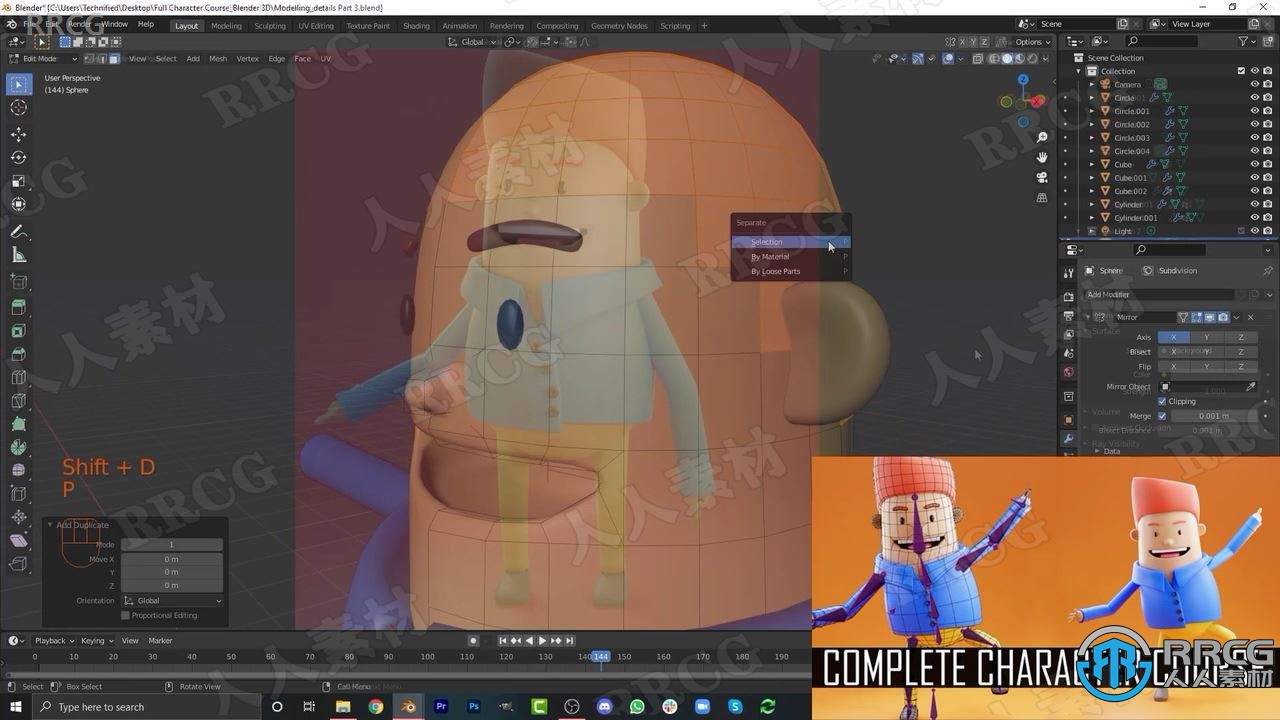 Blender* [C:\Users\Technified\Desktop\Full Character.Course_Blender 3D\Modelling_details Part 3.blend]
Window Help
Layout Modeling Sculpting UV Editing Texture Paint Shading Animation Rendering Compositing Geometry Nodes Scripting +
Scene
View Layer
Global
X Y Z
Options
Edit Mode
View Select Add Mesh Vertex Edge Face UV
User Perspective
(144) Sphere
Z
Scene Collection
Collection
Camera
Circle
Circle.001
Circle.002
Circle.003
Circle.004
Cube
Cube.001
Cube.002
Cylinder
Cylinder.001
Light
Separate
Selection P
By Material P
By Loose Parts P
Sphere
Subdivision
Add Modifier
Mirror
Axis X Y Z
Bisect X Y Z
Flip X Y Z
Mirror Object
Clipping
Merge 0.001 m
Bisect Distance 0.001 m
Data
Shift + D
P
Add Duplicate
Mode 1
Move X 0 m
Y 0 m
Z 0 m
Orientation Global
Proportional Editing
Playback Keying View Marker
0 10 20 30 40 50 60 70 80 90 100 110 120 130 140 144 150 160 170 180 190
Select Box Select Rotate View Call Menu
Type here to search
RRCG
人人素材
RRCG
人人素材